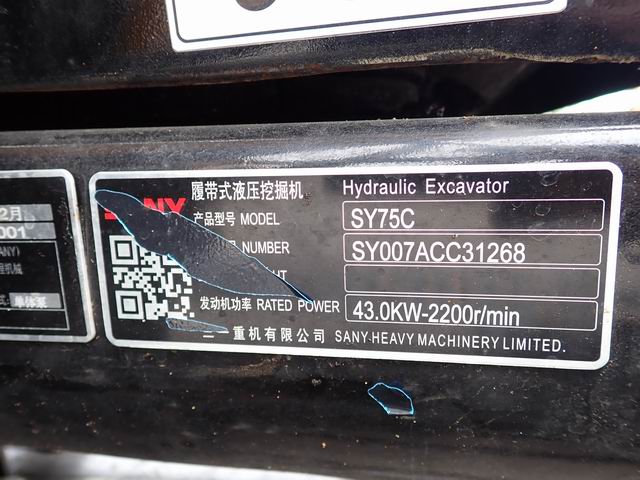 履带式液压挖掘机 Hydraulic Excavator
产品型号 MODEL SY75C
NUMBER SY007ACC31268
发动机功率 RATED POWER 43.0KW-2200r/min
一重机有限公司 SANY-HEAVY MACHINERY LIMITED.
2月
001
单体泵